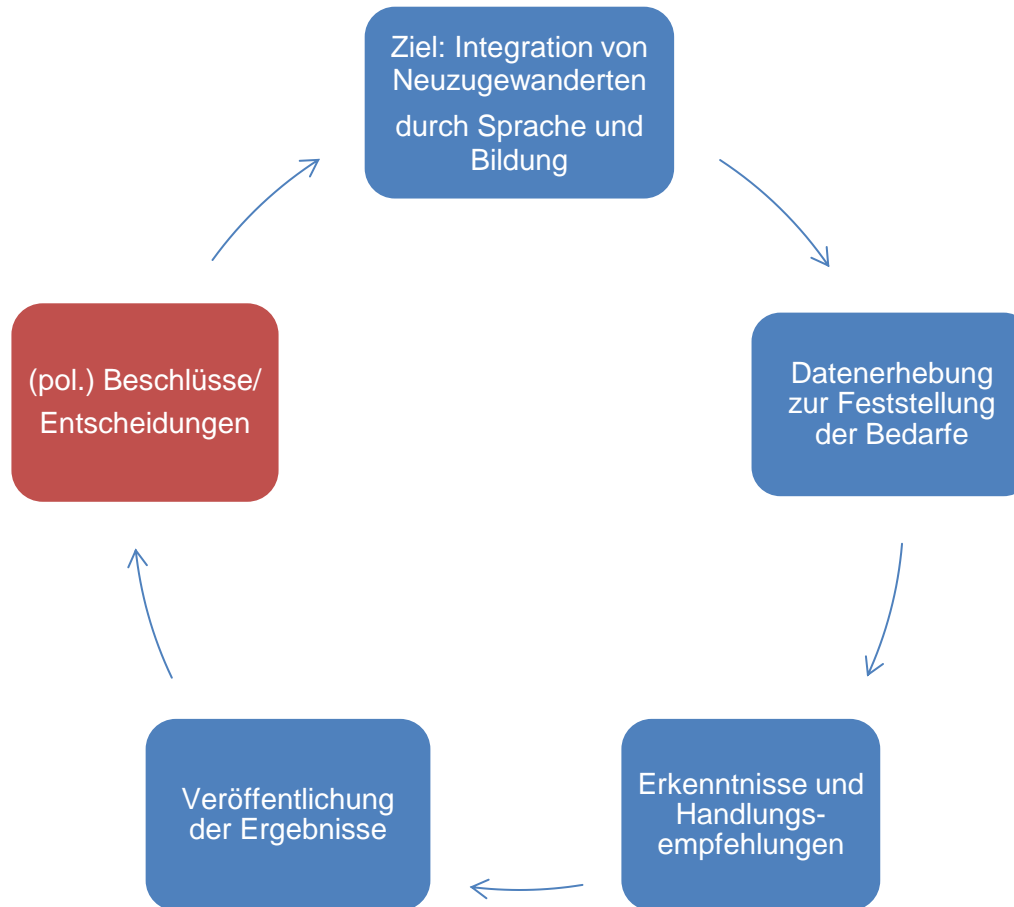 Ziel: Integration von
Neuzugewanderten
durch Sprache und
Bildung
Datenerhebung
zur Feststellung
der Bedarfe
Erkenntnisse und
Handlungs-
empfehlungen
Veröffentlichung
der Ergebnisse
(pol.) Beschlüsse/
Entscheidungen